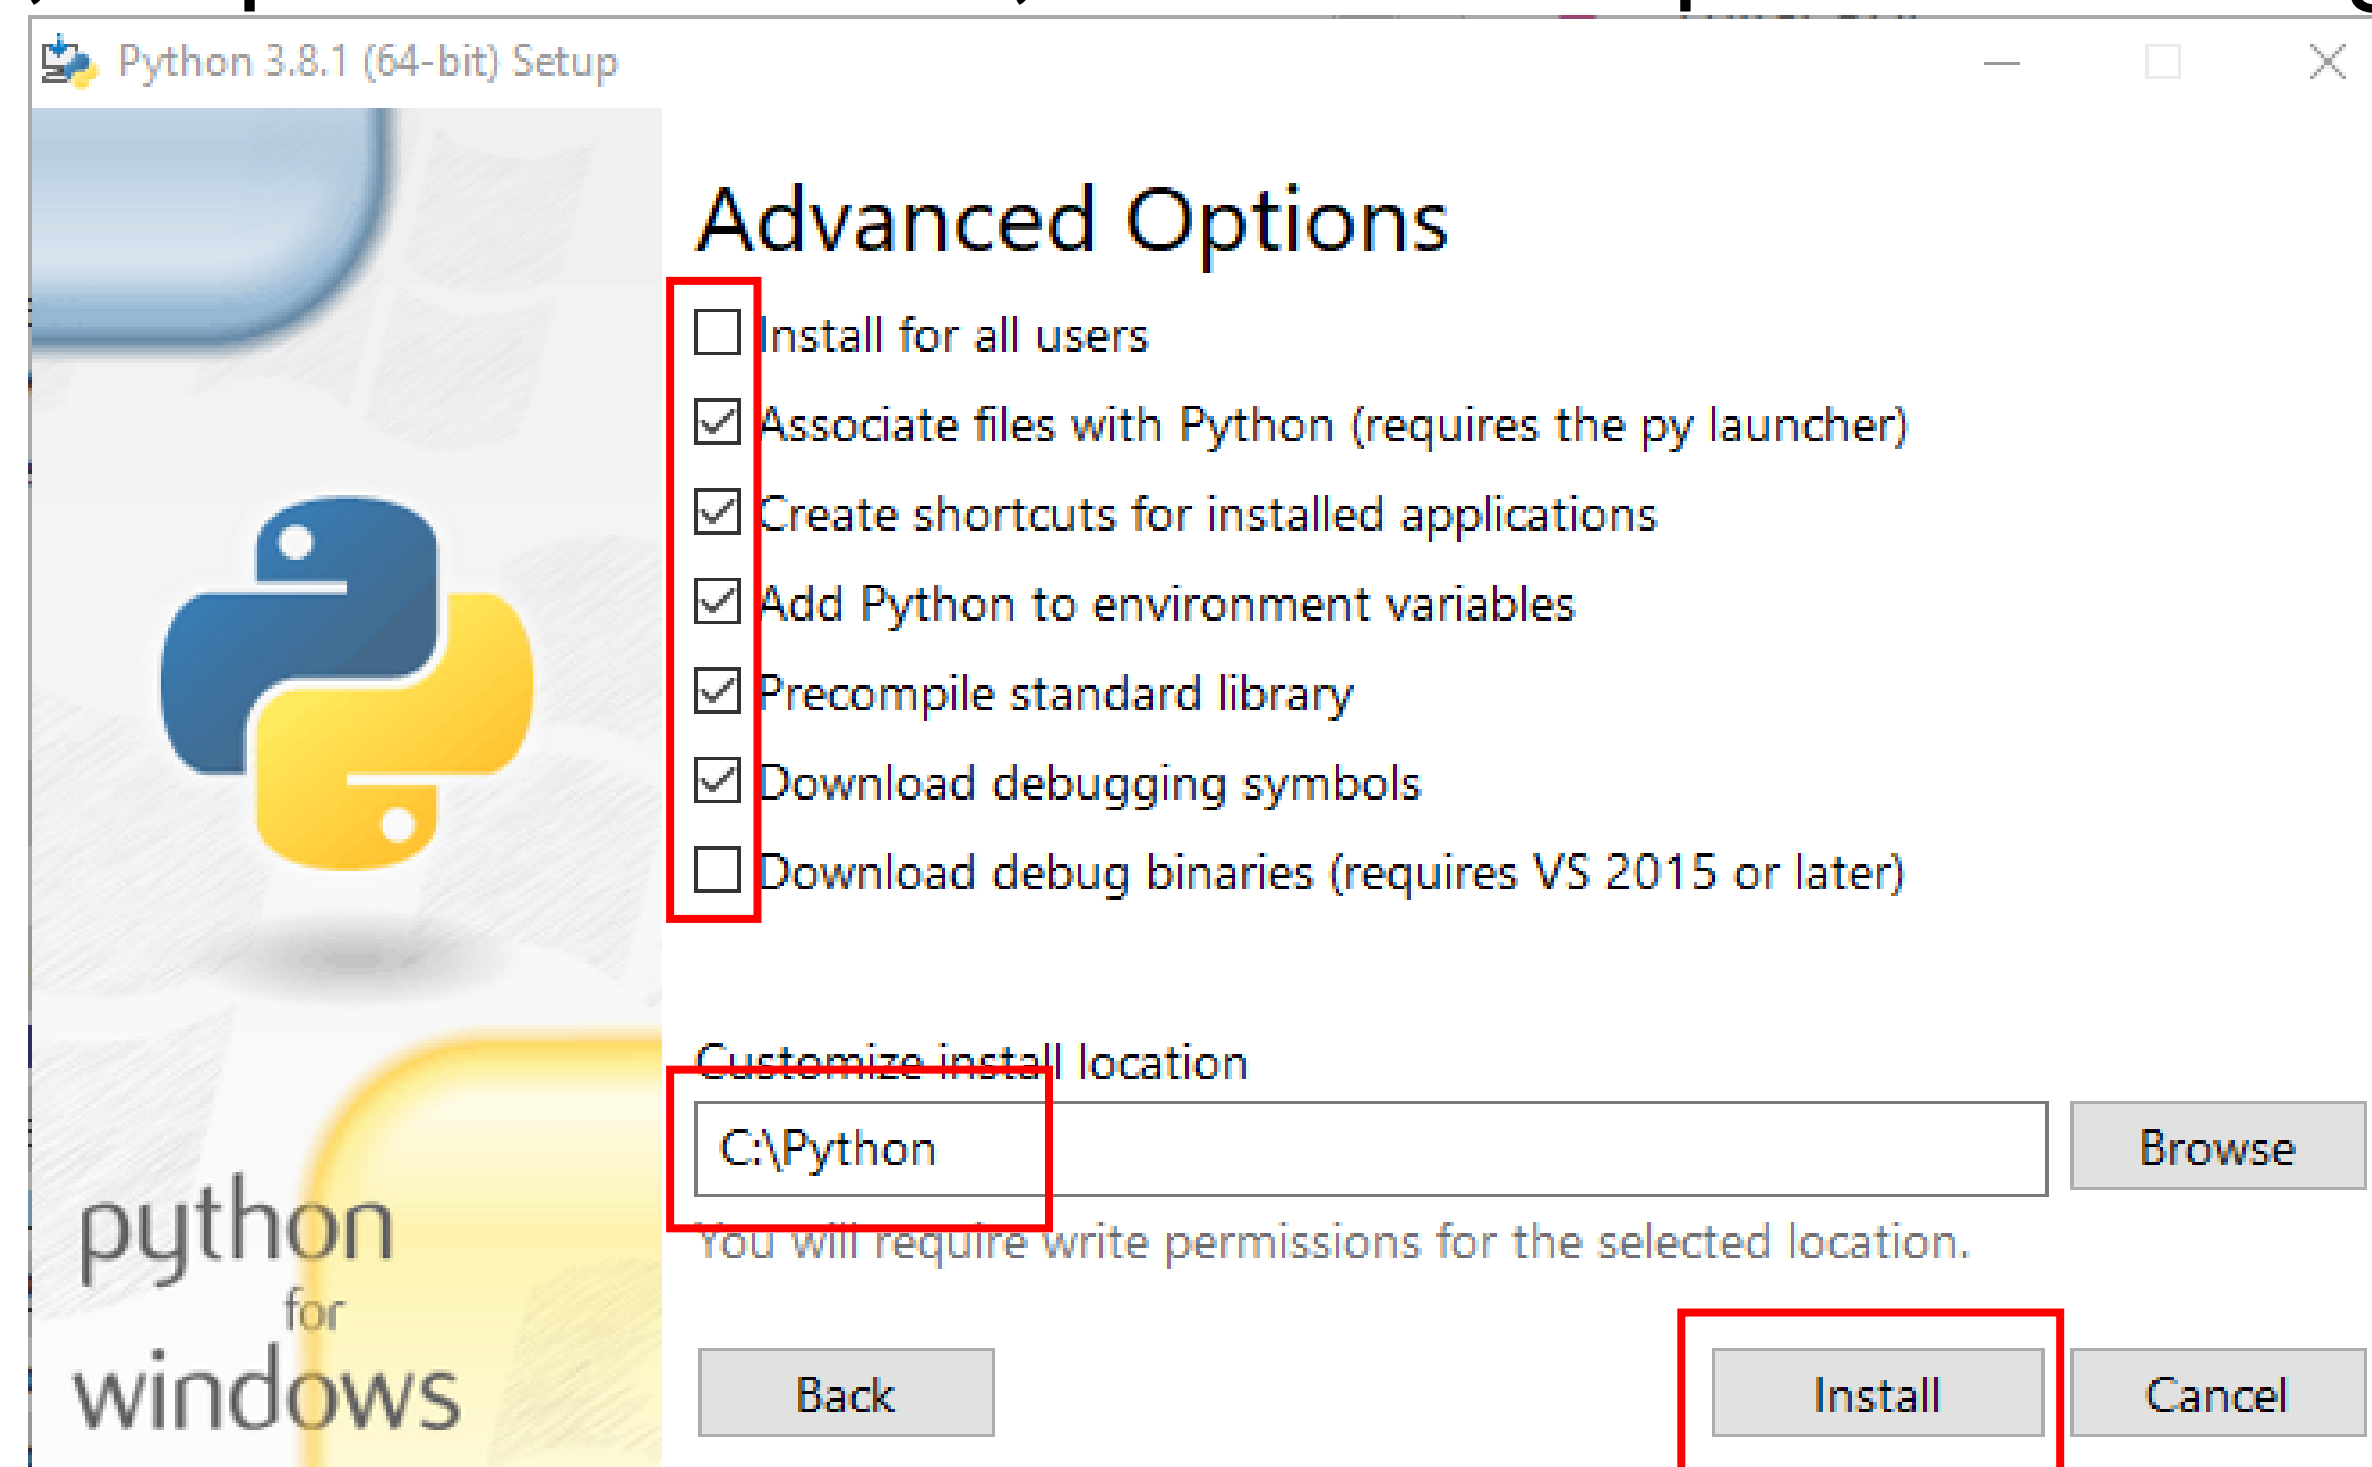 Python 3.8.1 (64-bit) Setup
Advanced Options
Install for all users
Associate files with Python (requires the py launcher)
Create shortcuts for installed applications
Add Python to environment variables
Precompile standard library
Download debugging symbols
Download debug binaries (requires VS 2015 or later)
Customize install location
C:\Python
Browse
You will require write permissions for the selected location.
python
for
windows
Back
Install
Cancel